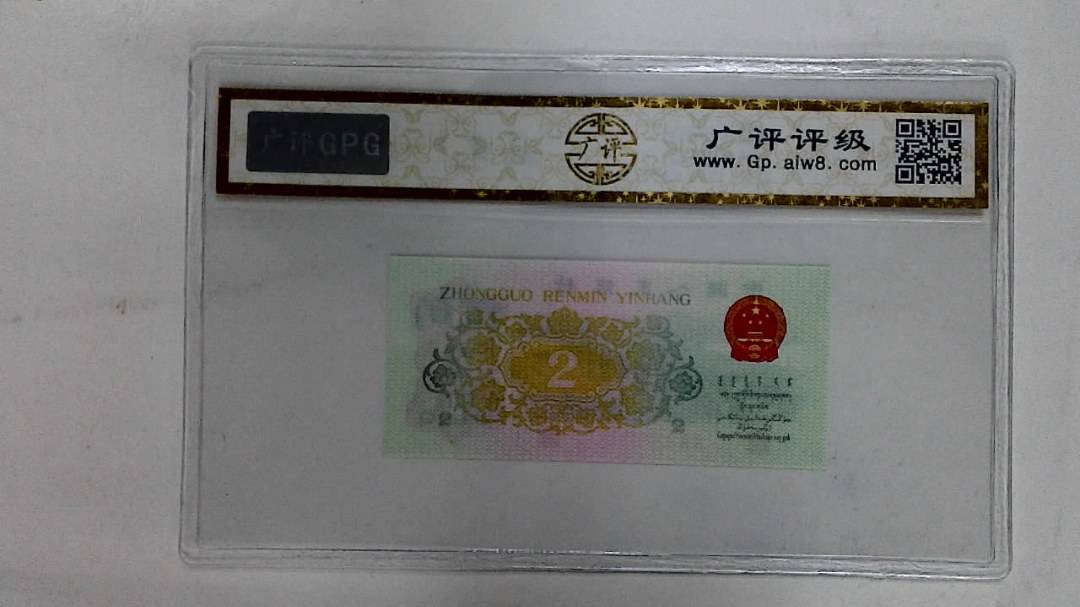 广评GPG
广评
广评评级
www.Gp.aiw8.com
ZHONGGUO RENMIN YINHANG
2
2
2